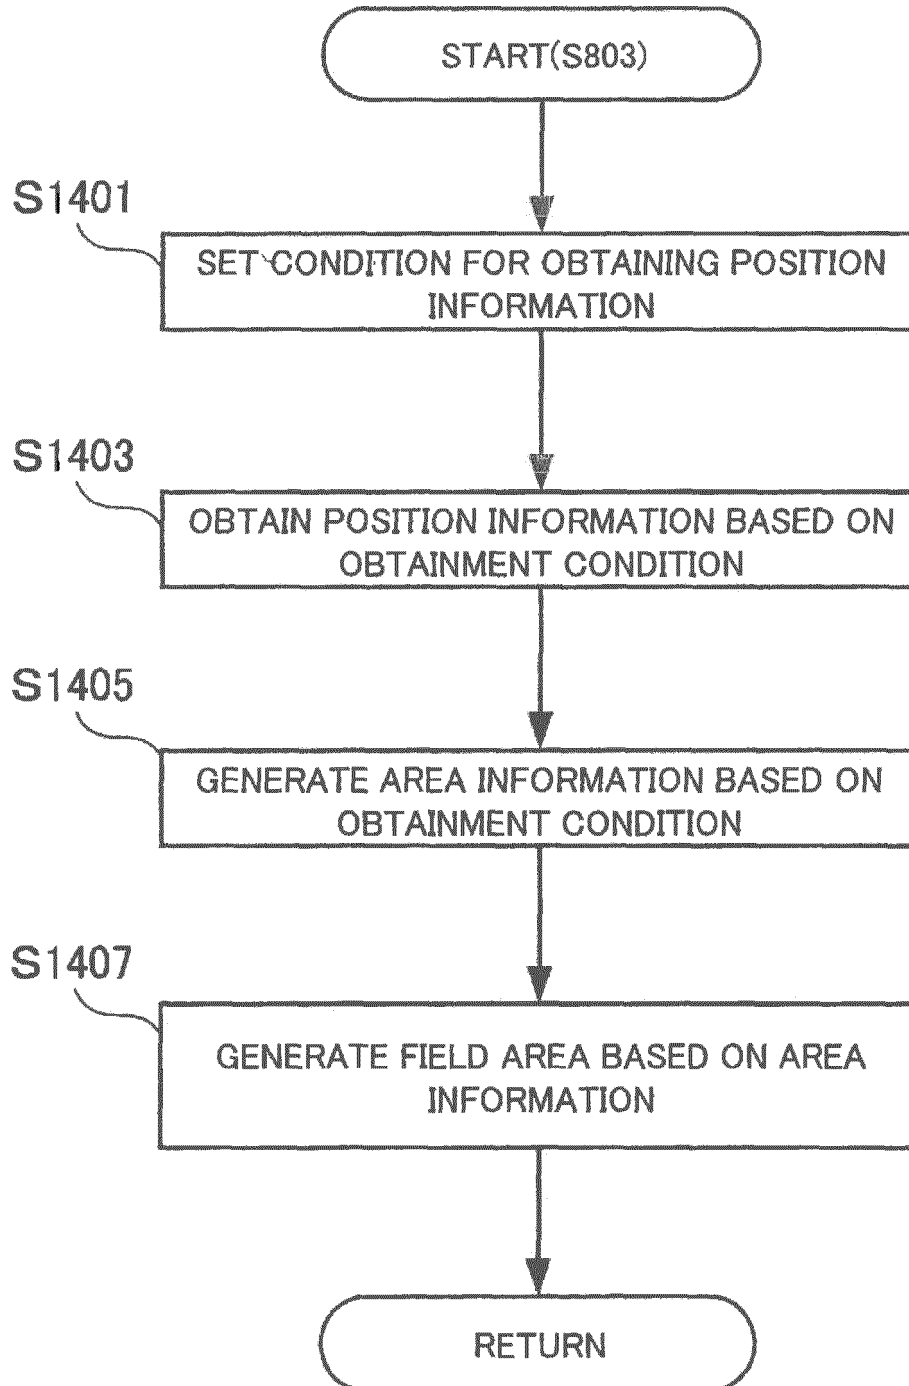 START(S803)
S1401
SET CONDITION FOR OBTAINING POSITION
INFORMATION
S1403
OBTAIN POSITION INFORMATION BASED ON
OBTAINMENT CONDITION
S1405
GENERATE AREA INFORMATION BASED ON
OBTAINMENT CONDITION
S1407
GENERATE FIELD AREA BASED ON AREA
INFORMATION
RETURN